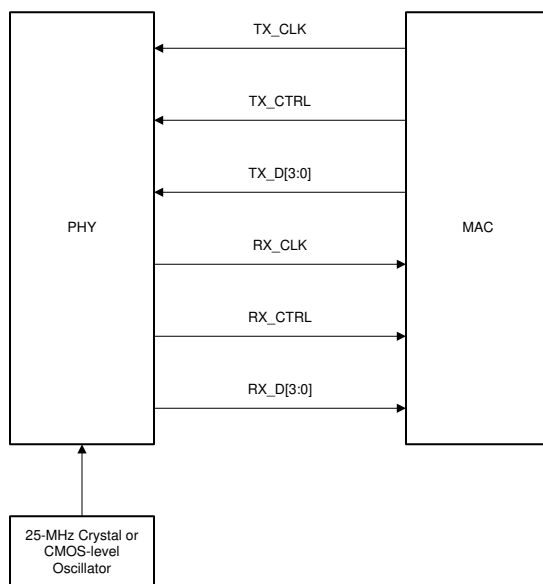 TX_CLK
TX_CTRL
TX_D[3:0]
PHY
MAC
RX_CLK
RX_CTRL
RX_D[3:0]
25-MHz Crystal or
CMOS-level
Oscillator